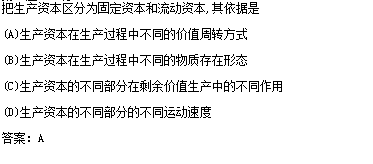 把生产资本区分为固定资本和流动资本,其依据是
(A)生产资本在生产过程中不同的价值周转方式
(B)生产资本在生产过程中不同的物质存在形态
(C)生产资本的不同部分在剩余价值生产中的不同作用
(D)生产资本的不同部分的不同运动速度
答案: A